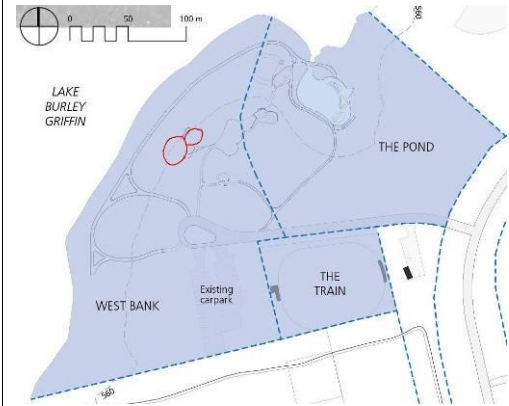 0 50 100 m
560
LAKE
BURLEY
GRIFFIN
THE POND
WEST BANK
Existing
carpark
THE
TRAIN
560